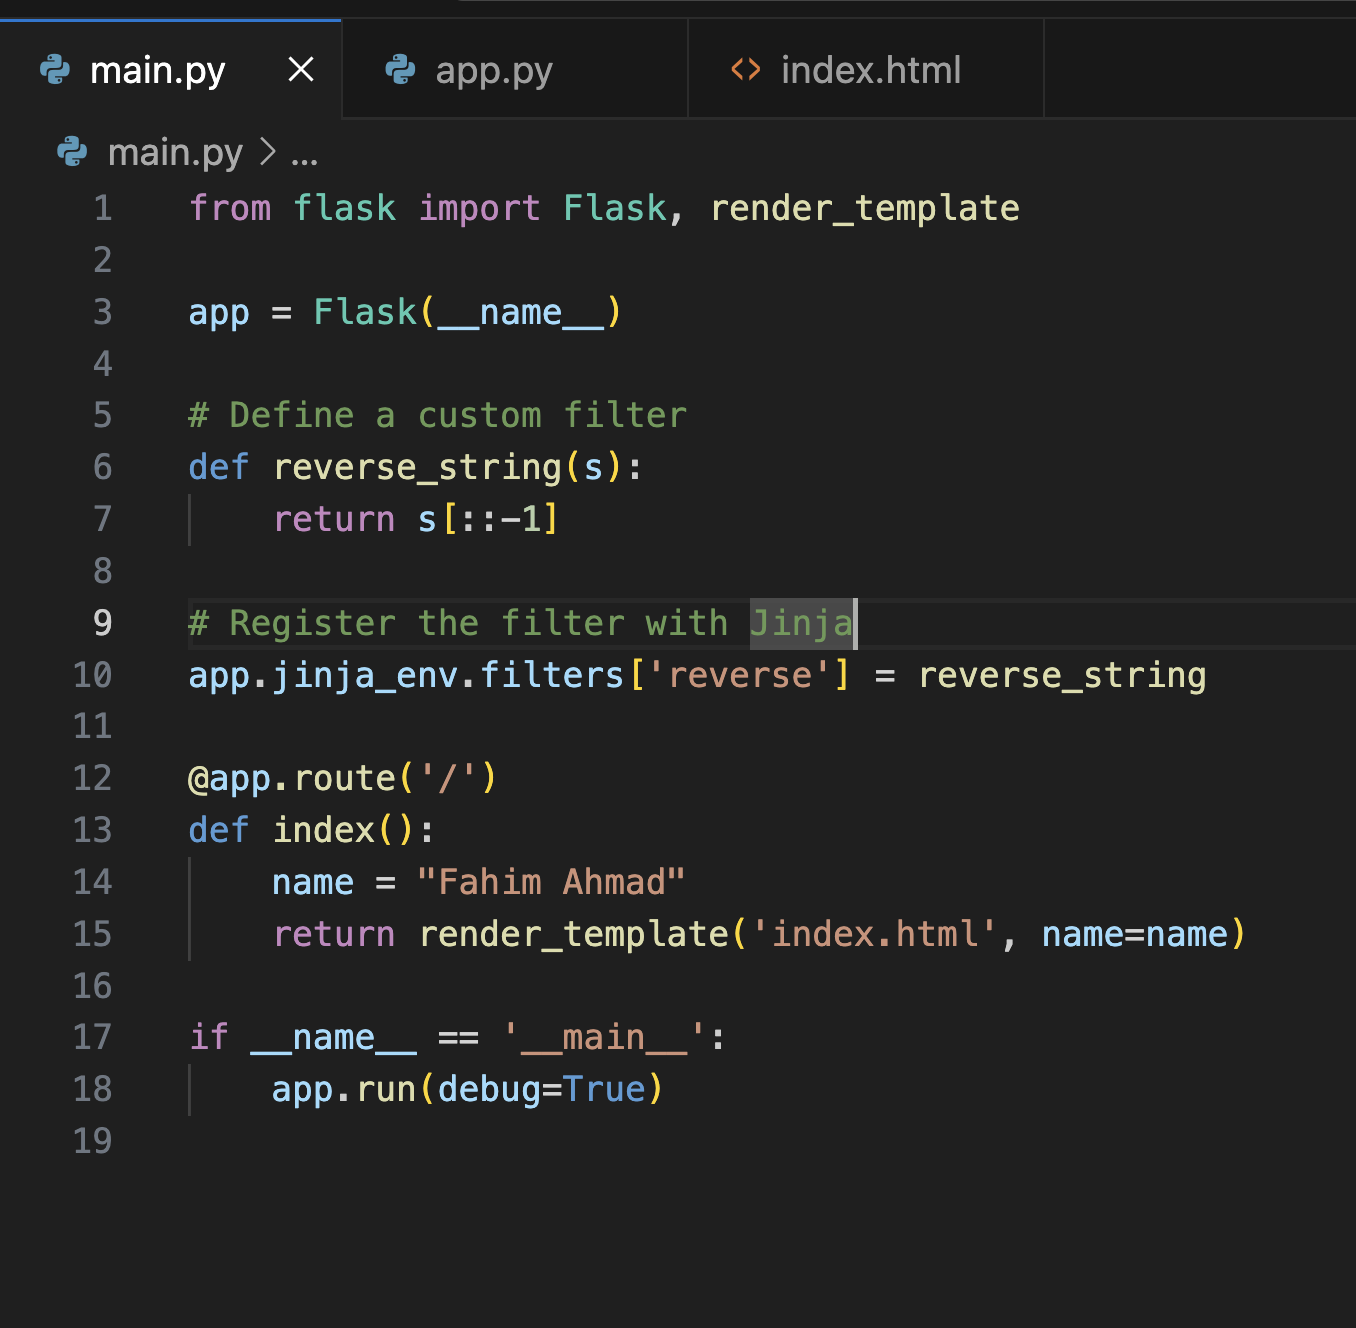 main.py
app.py
index.html
main.py > ...
1 from flask import Flask, render_template
2
3 app = Flask(__name__)
4
5 # Define a custom filter
6 def reverse_string(s):
7     return s[::-1]
8
9 # Register the filter with Jinja
10 app.jinja_env.filters['reverse'] = reverse_string
11
12 @app.route('/')
13 def index():
14     name = "Fahim Ahmad"
15     return render_template('index.html', name=name)
16
17 if __name__ == '__main__':
18     app.run(debug=True)
19